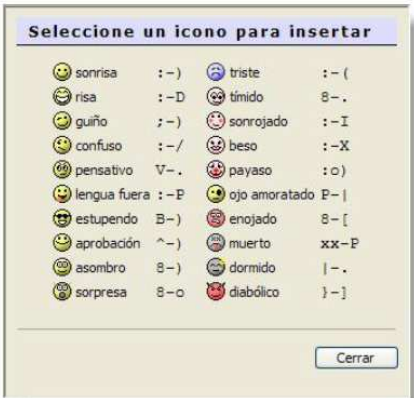 Seleccione un icono para insertar
sonrisa :-) triste :-(
risa :-D tímido 8-.
guiño ;-) sonrojado :-I
confuso :-/ beso :-X
pensativo V-. payaso :o)
lengua fuera :-P ojo amoratado P-|
estupendo B-) enojado 8-[
aprobación ^-) muerto xx-P
asombro 8-) dormido |-.
sorpresa 8-o diabólico }-]
Cerrar